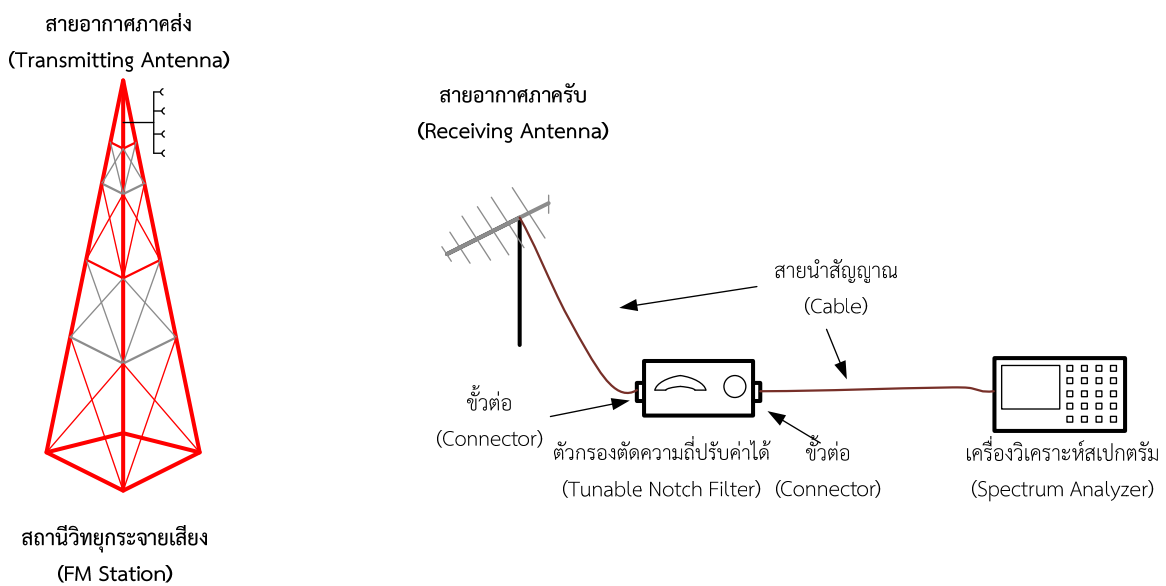 สายอากาศภาคส่ง
(Transmitting Antenna)
สายอากาศภาครับ
(Receiving Antenna)
สายนำสัญญาณ
(Cable)
ขั้วต่อ
(Connector)
ตัวกรองตัดความถี่ปรับค่าได้
(Tunable Notch Filter)
ขั้วต่อ
(Connector)
เครื่องวิเคราะห์สเปกตรัม
(Spectrum Analyzer)
สถานีวิทยุกระจายเสียง
(FM Station)